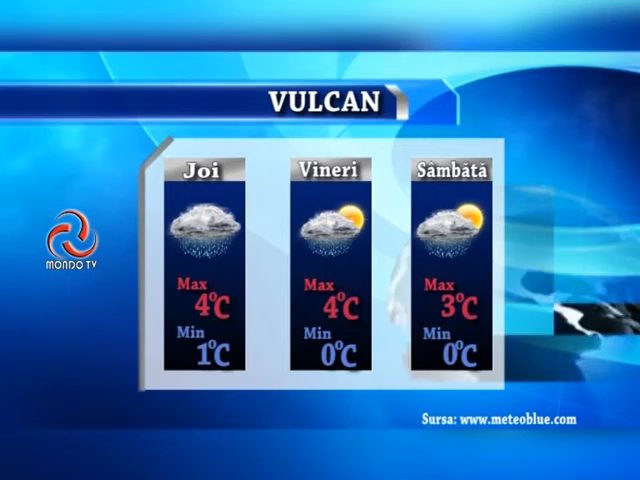 VULCAN
Joi
Vineri
Sâmbătă
Max
4°C
Min
1°C
Max
4°C
Min
0°C
Max
3°C
Min
0°C
MONDO TV
Sursa: www.meteoblue.com